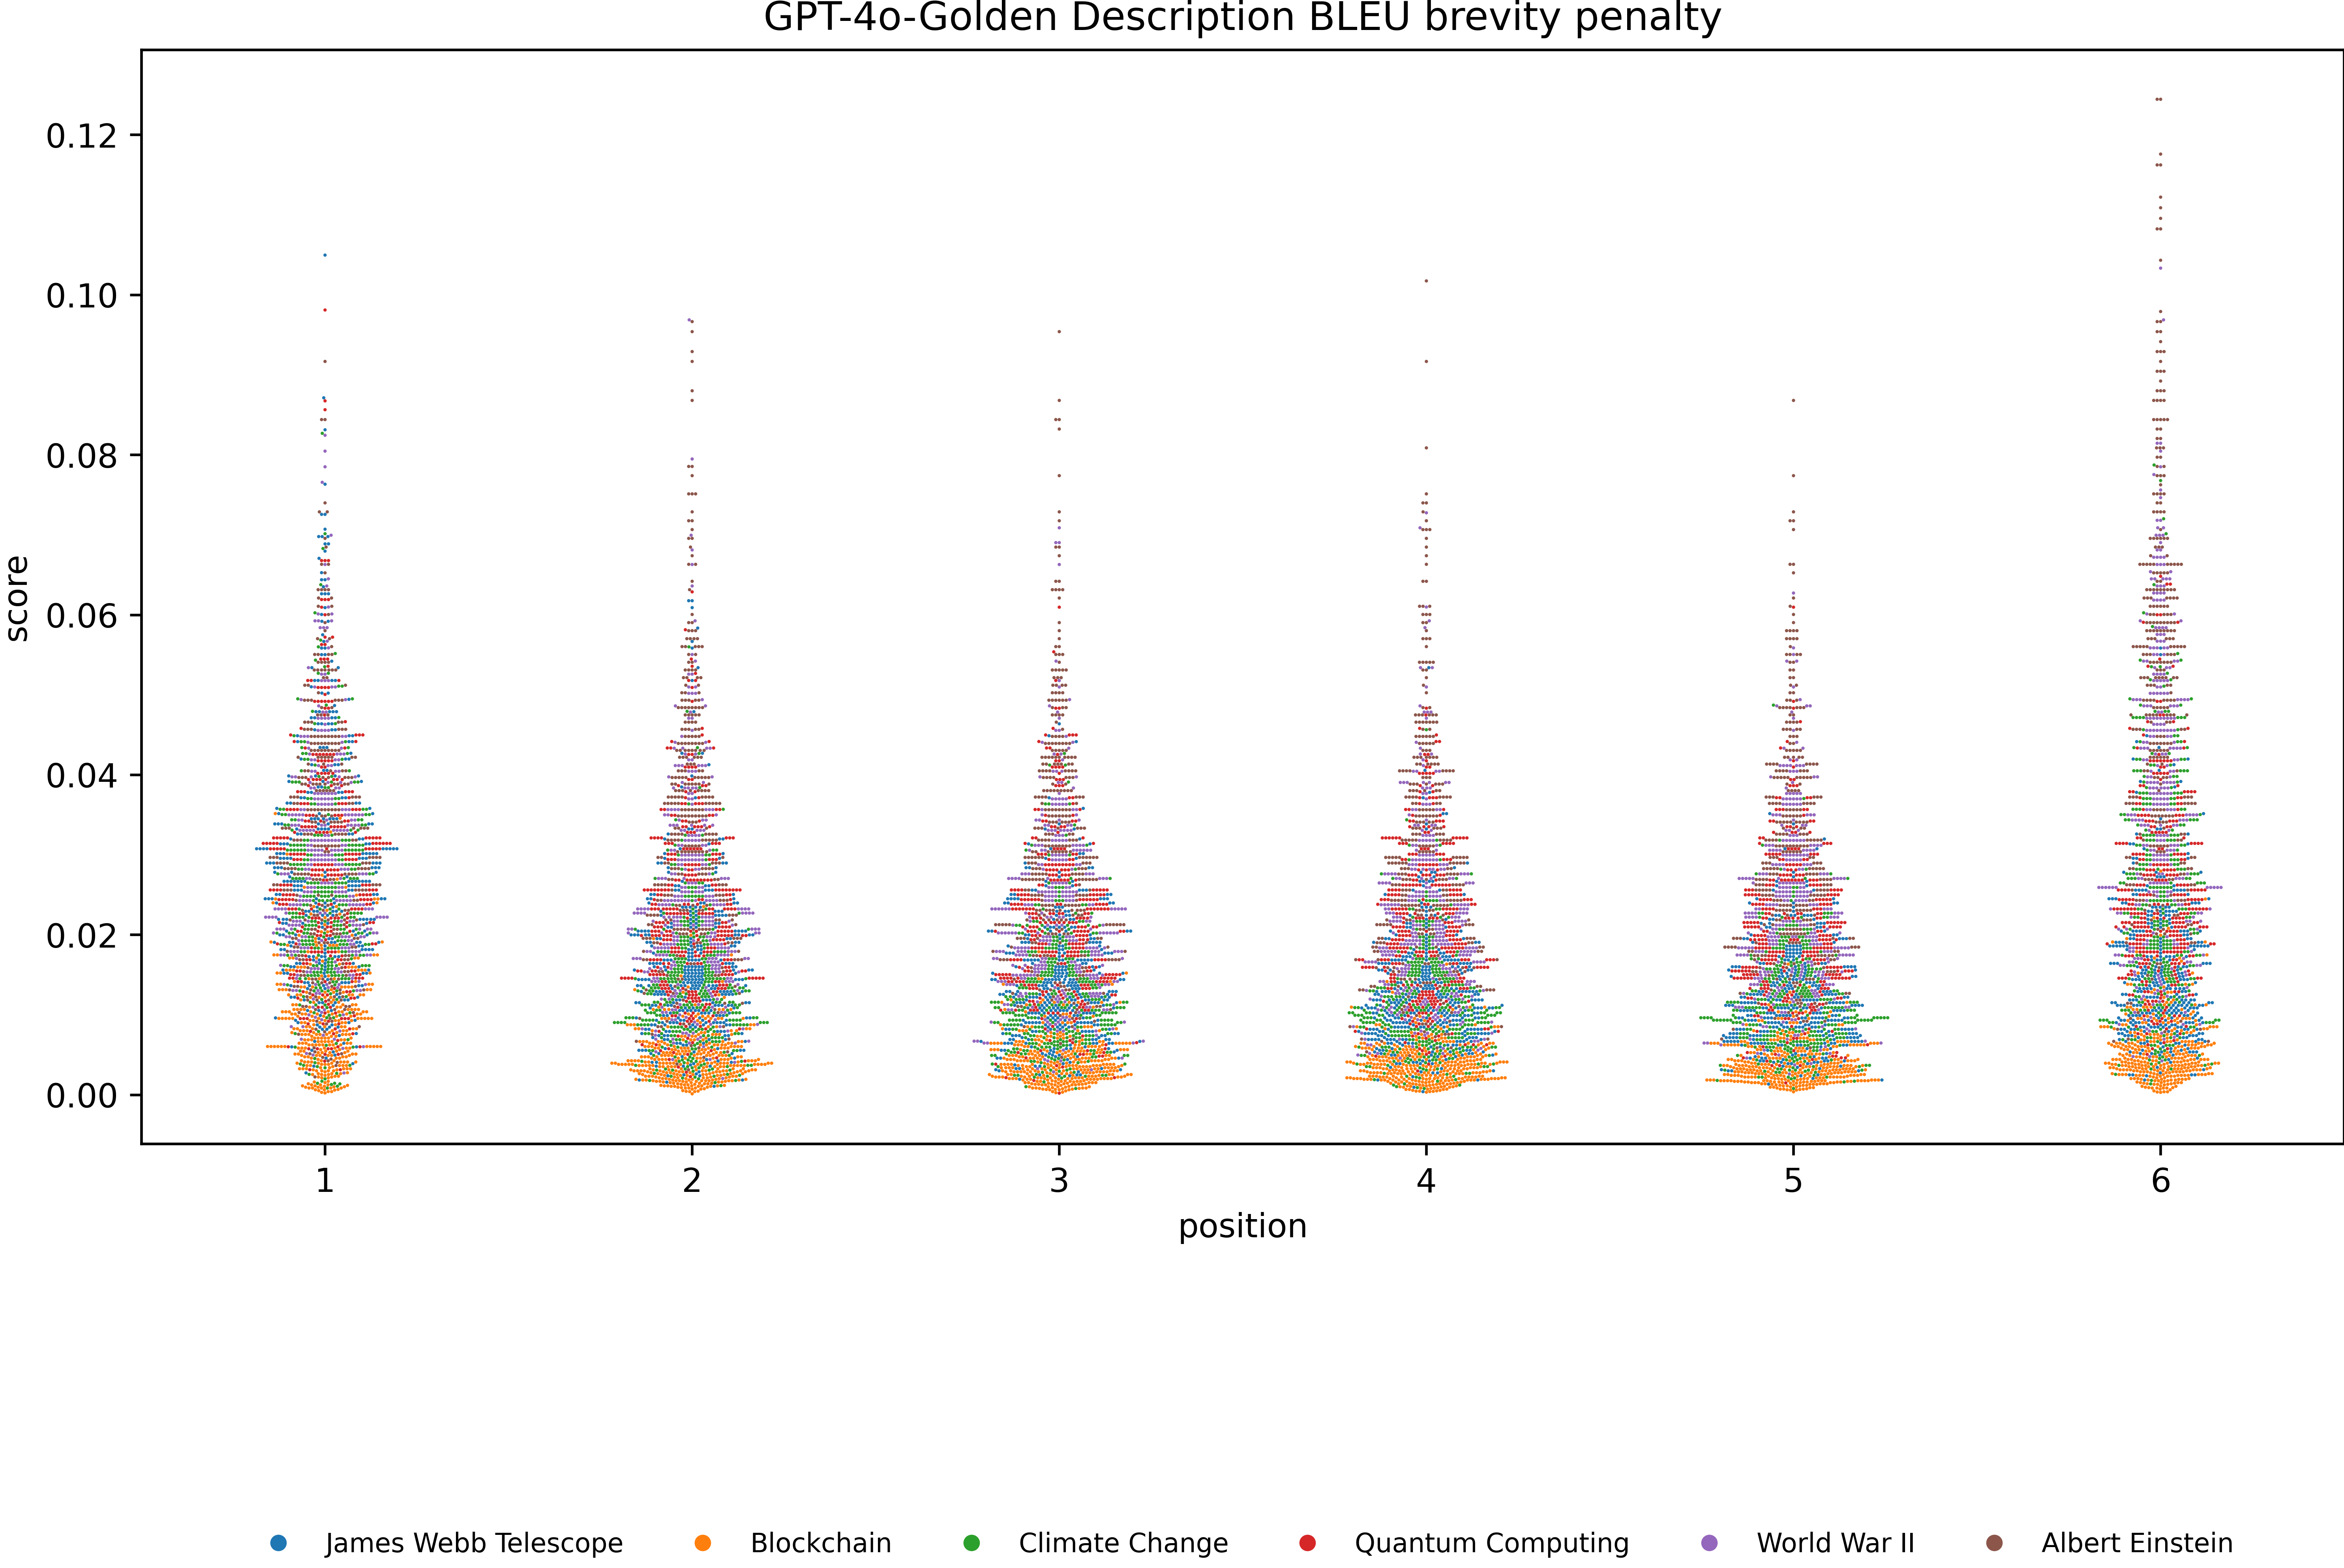 GPT-4o-Golden Description BLEU brevity penalty
score
0.12
0.10
0.08
0.06
0.04
0.02
0.00
1 2 3 4 5 6
position
James Webb Telescope Blockchain Climate Change Quantum Computing World War II Albert Einstein